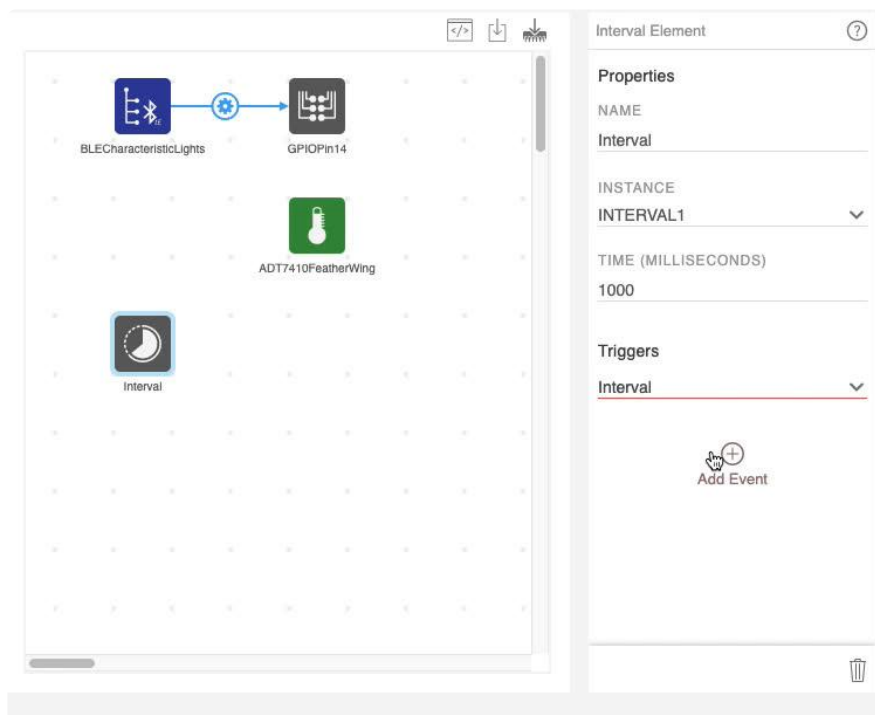 </>
Interval Element
?
Properties
NAME
Interval
INSTANCE
INTERVAL1
TIME (MILLISECONDS)
1000
Triggers
Interval
Add Event
BLECharacteristicLights
GPIOPin14
ADT7410FeatherWing
Interval